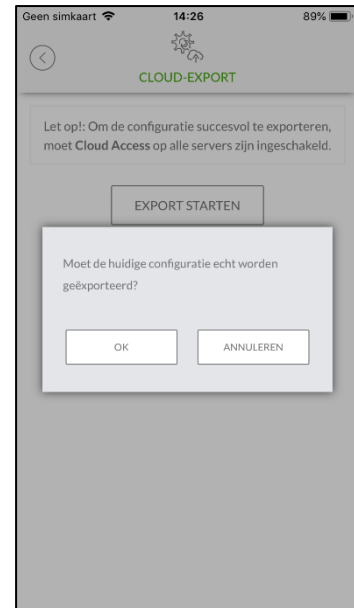 Geen simkaart 14:26 89%
CLOUD-EXPORT
Let op!: Om de configuratie succesvol te exporteren,
moet Cloud Access op alle servers zijn ingeschakeld.
EXPORT STARTEN
Moet de huidige configuratie echt worden
geëxporteerd?
OK ANNULEREN